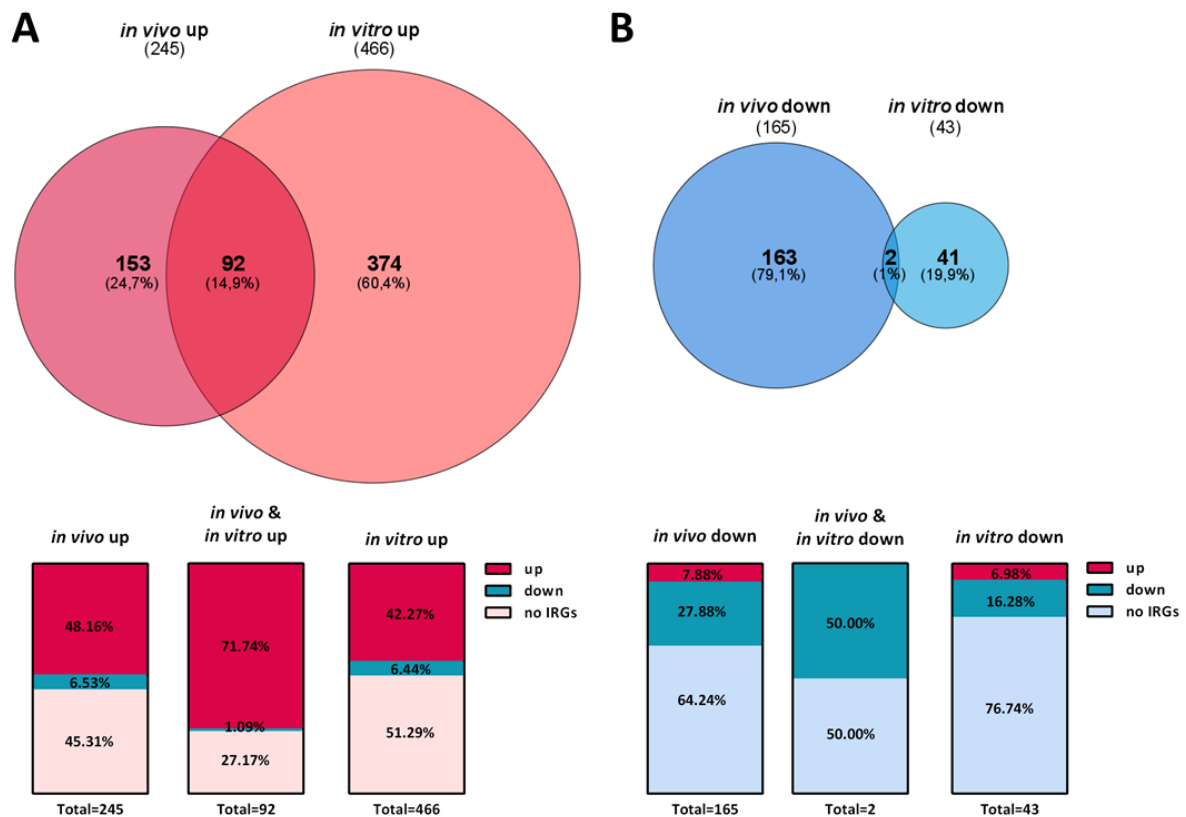 A
in vivo up
(245)
in vitro up
(466)
153
(24,7%)
92
(14,9%)
374
(60,4%)
B
in vivo down
(165)
in vitro down
(43)
163
(79,1%)
2
(1%)
41
(19,9%)
in vivo up
48.16%
6.53%
45.31%
Total=245
in vivo &
in vitro up
71.74%
1.09%
27.17%
Total=92
in vitro up
42.27%
6.44%
51.29%
Total=466
up
down
no IRGs
in vivo down
7.88%
27.88%
64.24%
Total=165
in vivo &
in vitro down
50.00%
50.00%
Total=2
in vitro down
6.98%
16.28%
76.74%
Total=43
up
down
no IRGs